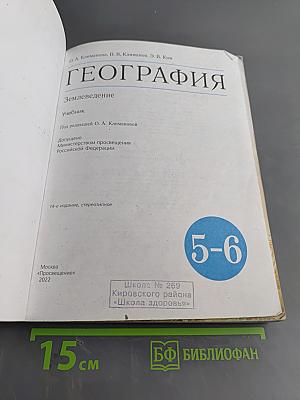 О. А. Климанова, В. В. Климанов, Э. В. Ким
ГЕОГРАФИЯ
Землеведение
Учебник
Под редакцией О. А. Климановой
Допущено
Министерством просвещения
Российской Федерации
14-е издание, стереотипное
5–6
Москва
«Просвещение»
2022
Школа № 269
Кировского района
«Школа здоровья»
15 см
БФ БИБЛИОФАН